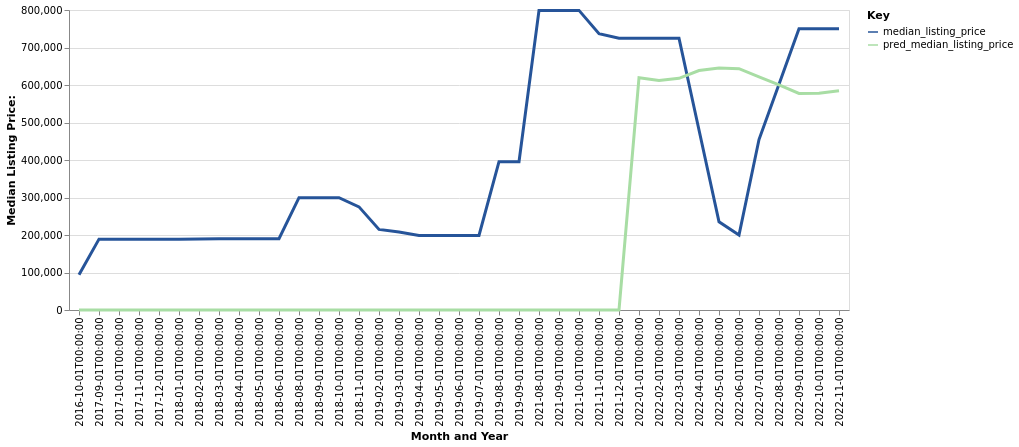 800,000
700,000
600,000
500,000
400,000
300,000
200,000
100,000
0
Median Listing Price:
2016-10-01T00:00:00
2017-09-01T00:00:00
2017-10-01T00:00:00
2017-11-01T00:00:00
2017-12-01T00:00:00
2018-01-01T00:00:00
2018-02-01T00:00:00
2018-03-01T00:00:00
2018-04-01T00:00:00
2018-05-01T00:00:00
2018-06-01T00:00:00
2018-08-01T00:00:00
2018-09-01T00:00:00
2018-10-01T00:00:00
2018-11-01T00:00:00
2019-02-01T00:00:00
2019-03-01T00:00:00
2019-04-01T00:00:00
2019-05-01T00:00:00
2019-06-01T00:00:00
2019-07-01T00:00:00
2019-08-01T00:00:00
2019-09-01T00:00:00
2021-08-01T00:00:00
2021-09-01T00:00:00
2021-10-01T00:00:00
2021-11-01T00:00:00
2021-12-01T00:00:00
2022-01-01T00:00:00
2022-02-01T00:00:00
2022-03-01T00:00:00
2022-04-01T00:00:00
2022-05-01T00:00:00
2022-06-01T00:00:00
2022-07-01T00:00:00
2022-08-01T00:00:00
2022-09-01T00:00:00
2022-10-01T00:00:00
2022-11-01T00:00:00
Month and Year
Key
median_listing_price
pred_median_listing_price